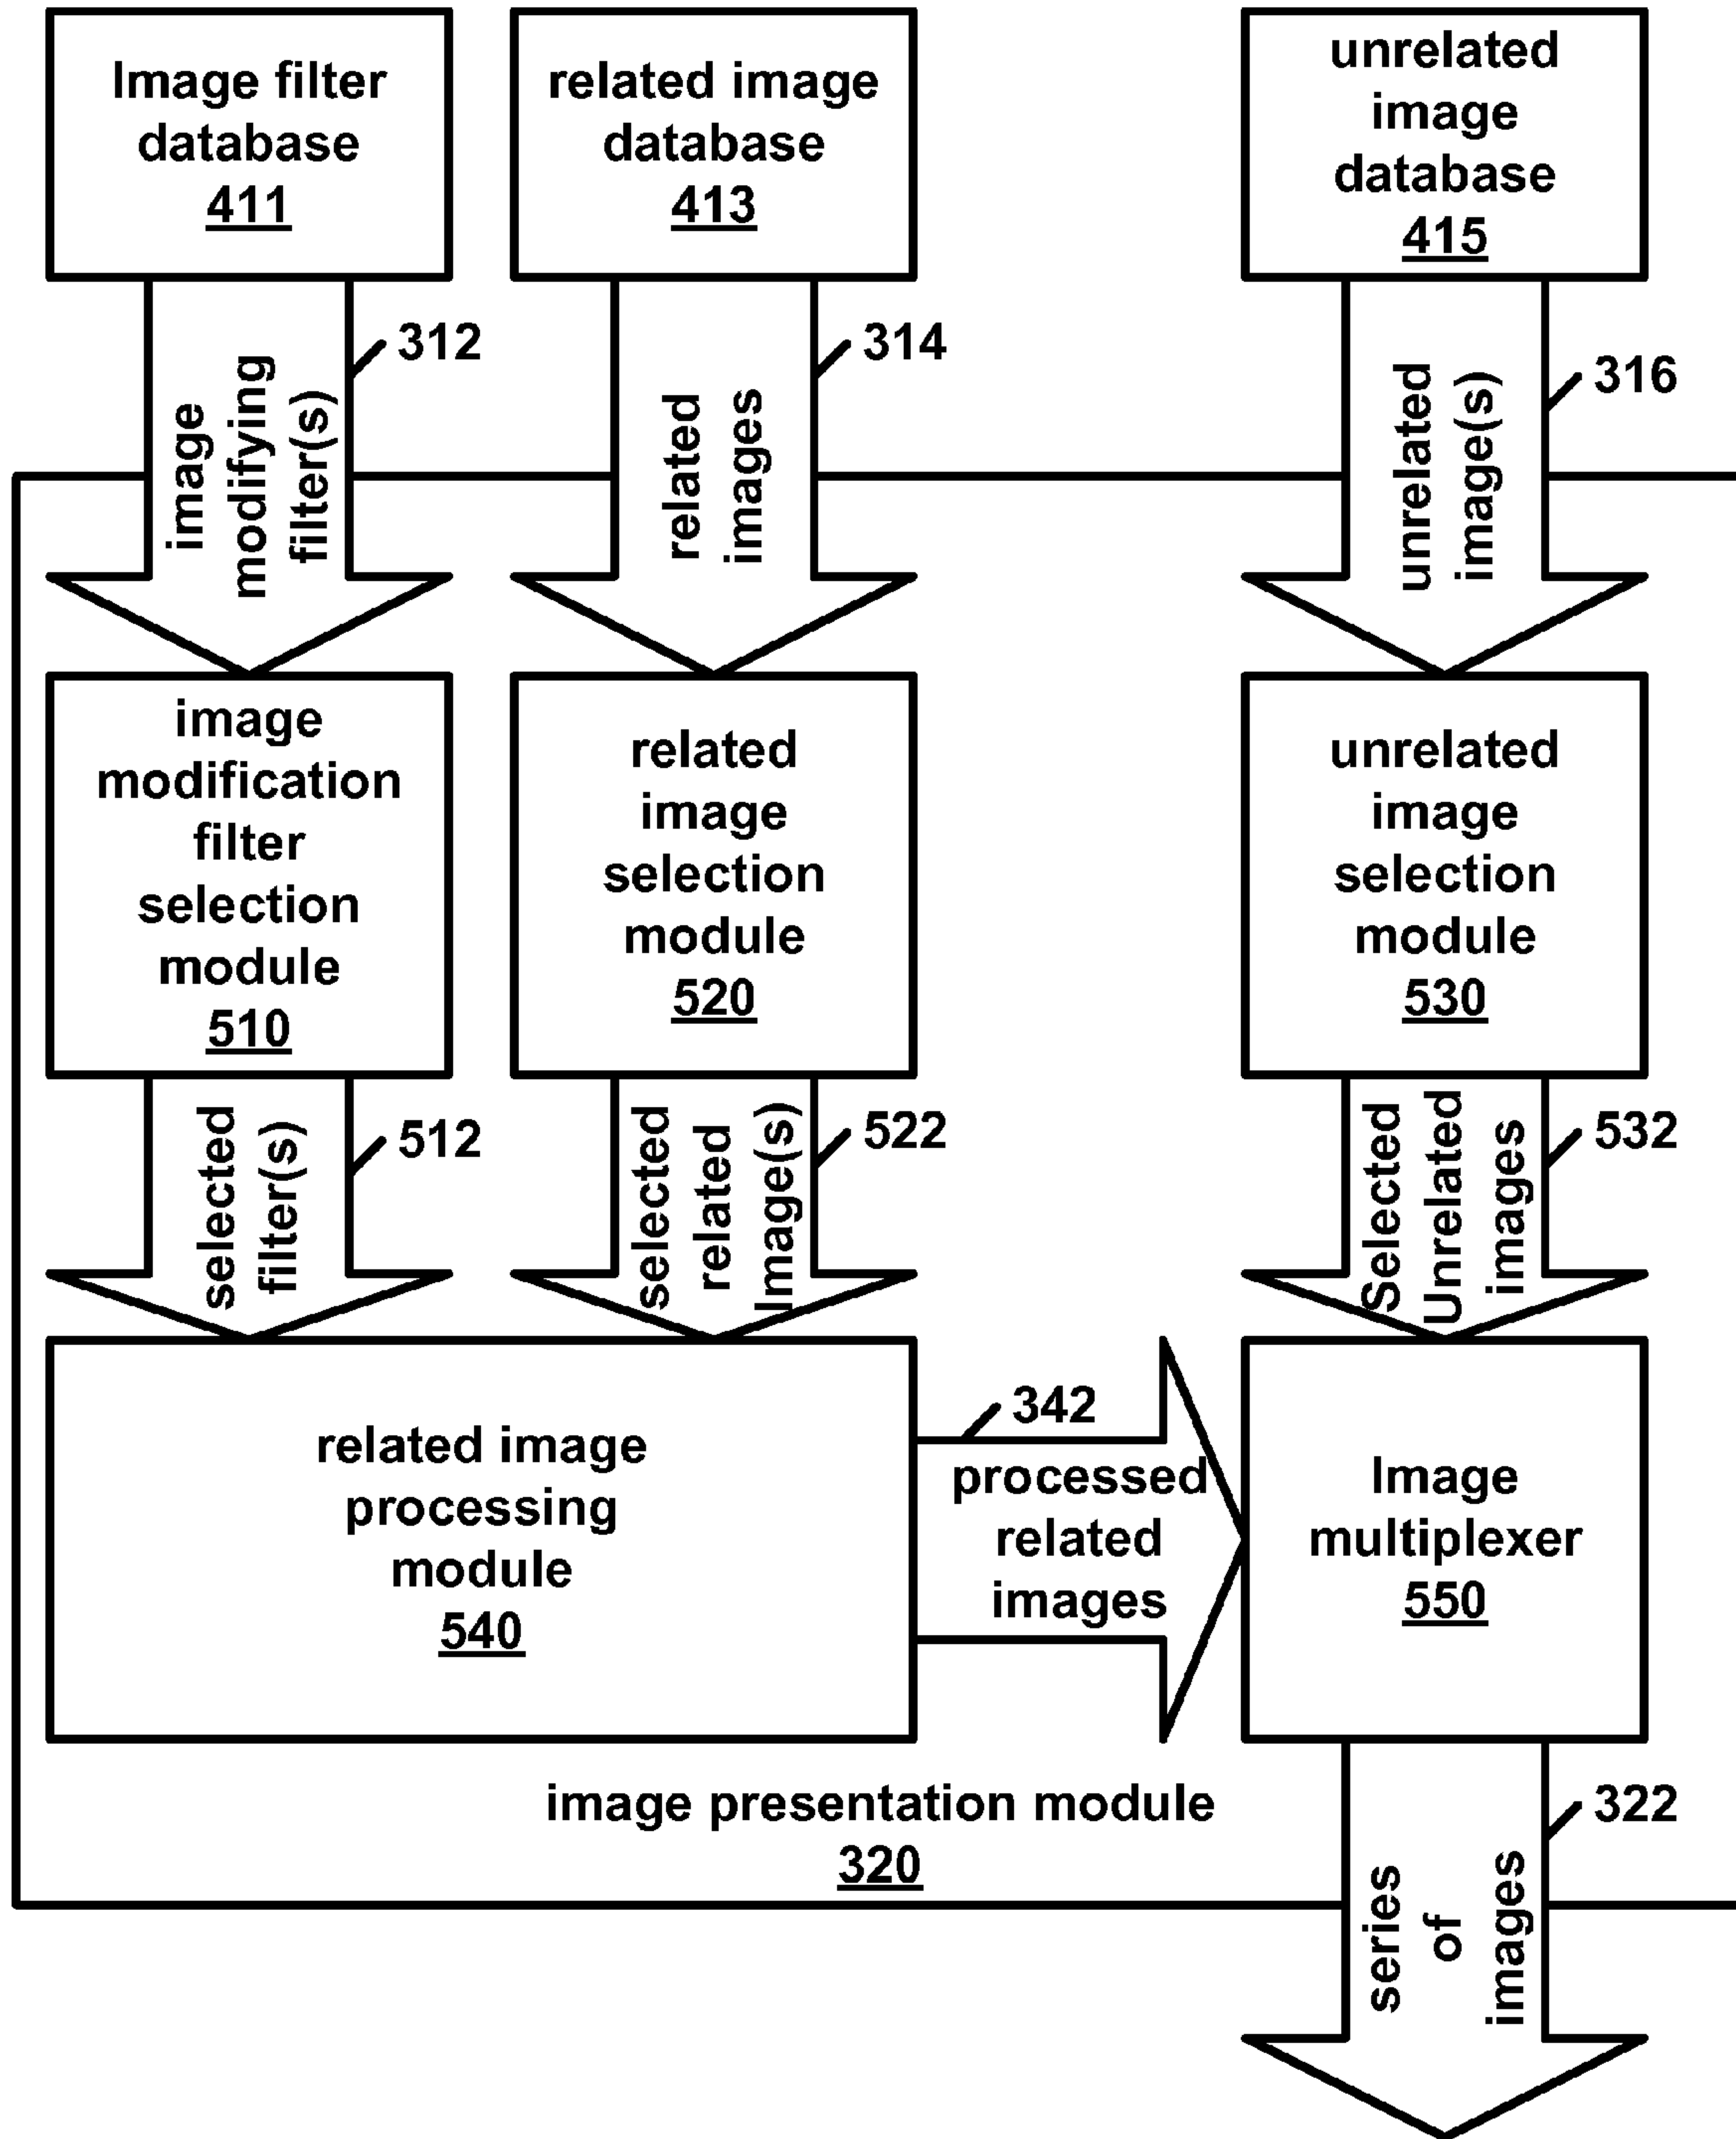 Image filter
database
411
related image
database
413
unrelated
image
database
415
image
modifying
filter(s)
312
related
images
314
unrelated
image(s)
316
image
modification
filter
selection
module
510
related
image
selection
module
520
unrelated
image
selection
module
530
selected
filter(s)
512
selected
related
Image(s)
522
Selected
Unrelated
images
532
related image
processing
module
540
342
processed
related
images
Image
multiplexer
550
image presentation module
320
series
of
images
322